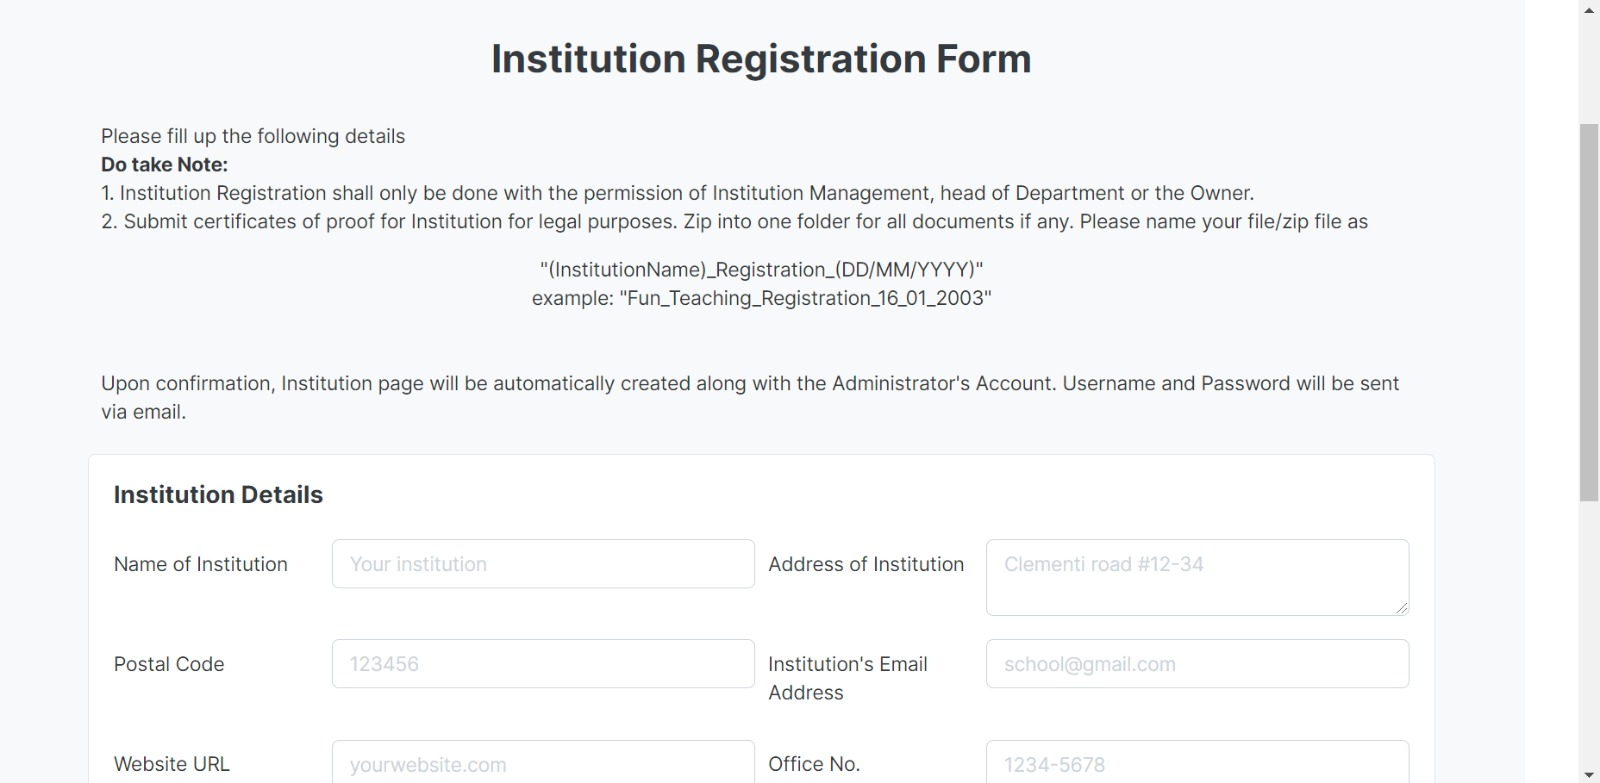 Institution Registration Form
Please fill up the following details
Do take Note:
1. Institution Registration shall only be done with the permission of Institution Management, head of Department or the Owner.
2. Submit certificates of proof for Institution for legal purposes. Zip into one folder for all documents if any. Please name your file/zip file as
"(InstitutionName)_Registration_(DD/MM/YYYY)"
example: "Fun_Teaching_Registration_16_01_2003"
Upon confirmation, Institution page will be automatically created along with the Administrator's Account. Username and Password will be sent
via email.
Institution Details
Name of Institution
Your institution
Address of Institution
Clementi road #12-34
Postal Code
123456
Institution's Email
Address
school@gmail.com
Website URL
yourwebsite.com
Office No.
1234-5678